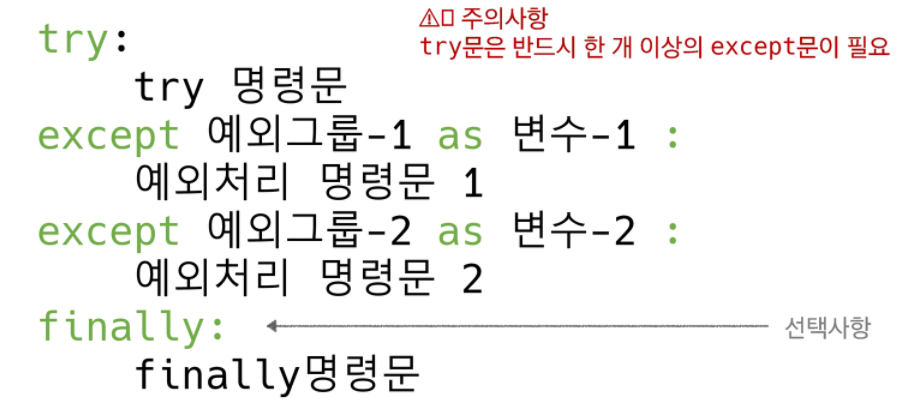 ⚠️ 주의사항
try문은 반드시 한 개 이상의 except문이 필요
try:
    try 명령문
except 예외그룹-1 as 변수-1 :
    예외처리 명령문 1
except 예외그룹-2 as 변수-2 :
    예외처리 명령문 2
finally:
선택사항
    finally명령문